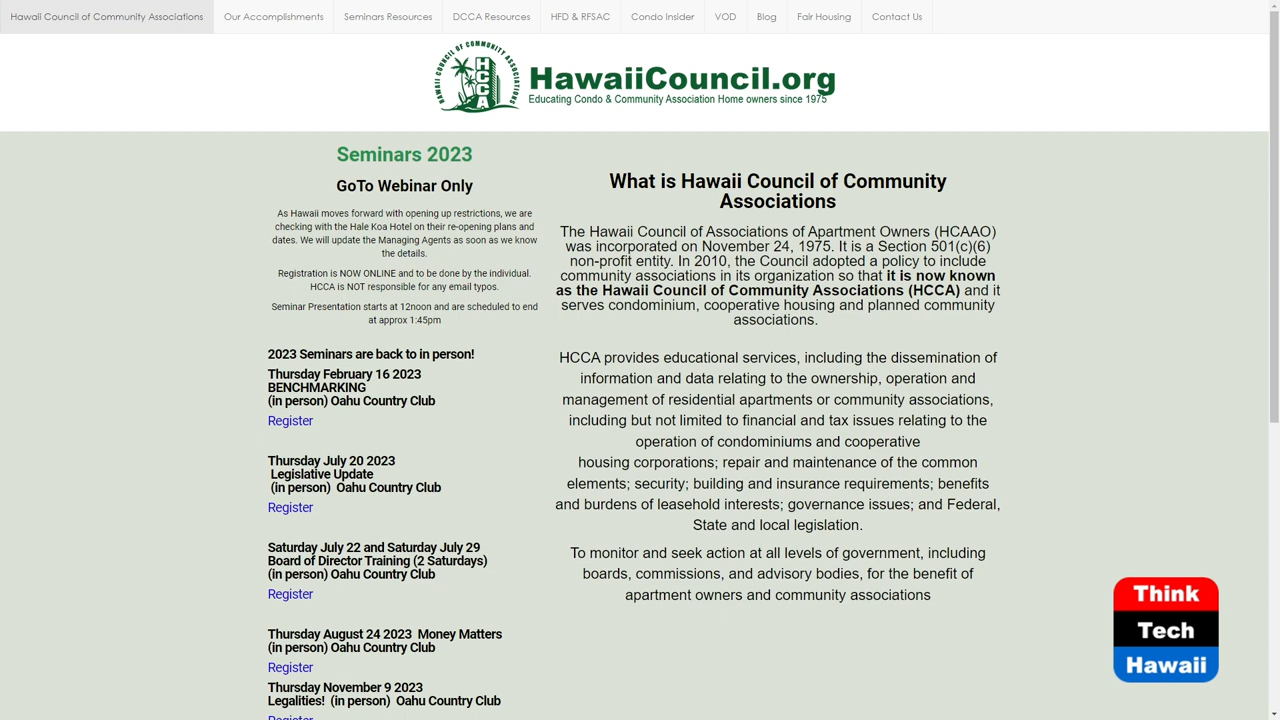 Hawaii Council of Community Associations
Our Accomplishments
Seminars Resources
DCCA Resources
HFD & RFSAC
Condo Insider
VOD
Blog
Fair Housing
Contact Us
HAWAII COUNCIL OF COMMUNITY ASSOCIATIONS
HCCA
HawaiiCouncil.org
Educating Condo & Community Association Home owners since 1975
Seminars 2023
GoTo Webinar Only
As Hawaii moves forward with opening up restrictions, we are
checking with the Hale Koa Hotel on their re-opening plans and
dates. We will update the Managing Agents as soon as we know
the details.
Registration is NOW ONLINE and to be done by the individual.
HCCA is NOT responsible for any email typos.
Seminar Presentation starts at 12noon and are scheduled to end
at approx 1:45pm
2023 Seminars are back to in person!
Thursday February 16 2023
BENCHMARKING
(in person) Oahu Country Club
Register
Thursday July 20 2023
Legislative Update
(in person) Oahu Country Club
Register
Saturday July 22 and Saturday July 29
Board of Director Training (2 Saturdays)
(in person) Oahu Country Club
Register
Thursday August 24 2023 Money Matters
(in person) Oahu Country Club
Register
Thursday November 9 2023
Legalities! (in person) Oahu Country Club
Register
What is Hawaii Council of Community
Associations
The Hawaii Council of Associations of Apartment Owners (HCAAO)
was incorporated on November 24, 1975. It is a Section 501(c)(6)
non-profit entity. In 2010, the Council adopted a policy to include
community associations in its organization so that it is now known
as the Hawaii Council of Community Associations (HCCA) and it
serves condominium, cooperative housing and planned community
associations.
HCCA provides educational services, including the dissemination of
information and data relating to the ownership, operation and
management of residential apartments or community associations,
including but not limited to financial and tax issues relating to the
operation of condominiums and cooperative
housing corporations; repair and maintenance of the common
elements; security; building and insurance requirements; benefits
and burdens of leasehold interests; governance issues; and Federal,
State and local legislation.
To monitor and seek action at all levels of government, including
boards, commissions, and advisory bodies, for the benefit of
apartment owners and community associations
Think
Tech
Hawaii